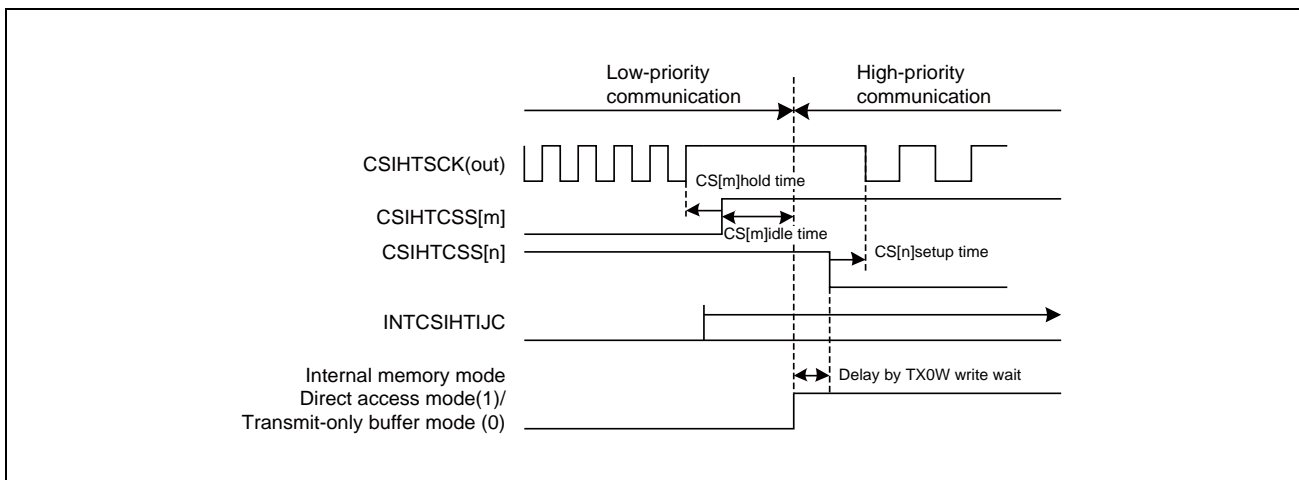 Low-priority
communication
High-priority
communication
CSIHTSCK(out)
CS[m]hold time
CSIHTCSS[m]
CS[m]idle time
CSIHTCSS[n]
CS[n]setup time
INTCSIHTIJC
Internal memory mode
Delay by TX0W write wait
Direct access mode(1)/
Transmit-only buffer mode (0)